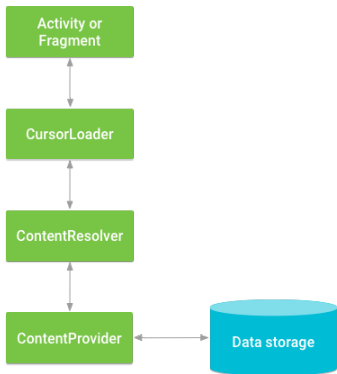 Activity or
Fragment
CursorLoader
ContentResolver
ContentProvider
Data storage